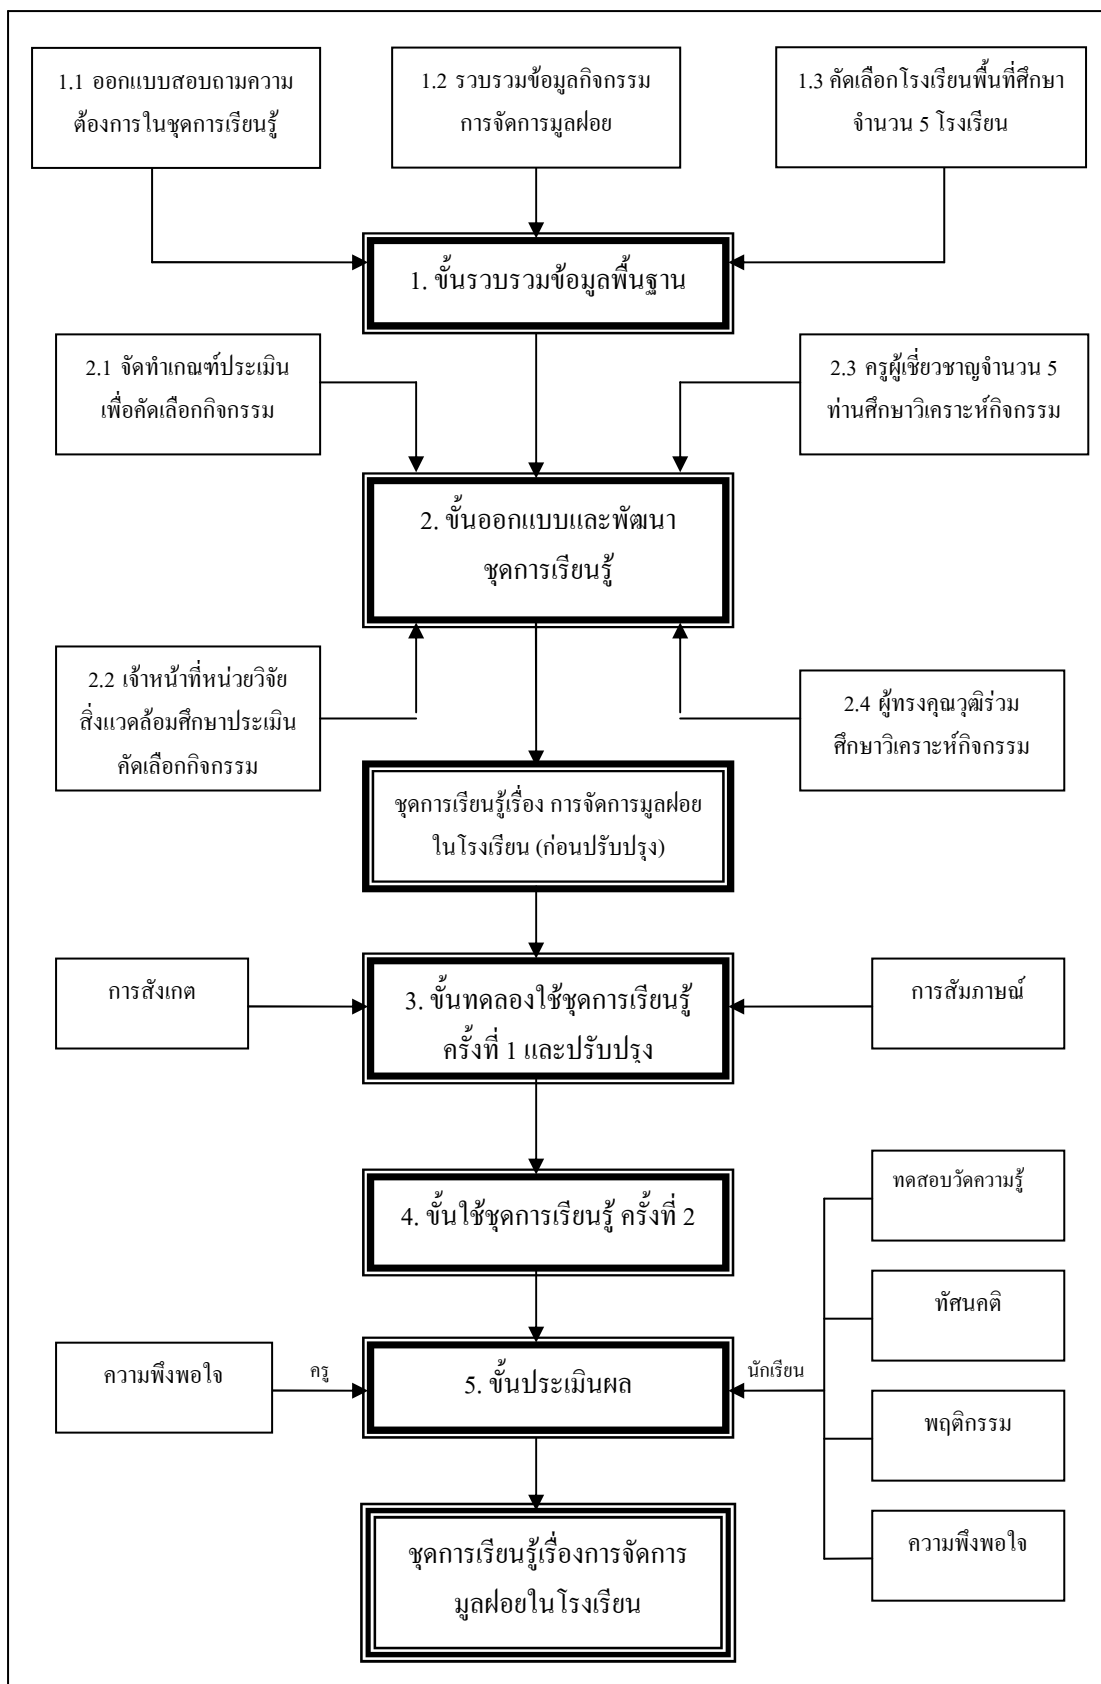 1.1 ออกแบบสอบถามความ
ต้องการในชุดการเรียนรู้
1.2 รวบรวมข้อมูลกิจกรรม
การจัดการมูลฝอย
1.3 คัดเลือกโรงเรียนพื้นที่ศึกษา
จำนวน 5 โรงเรียน
1. ขั้นรวบรวมข้อมูลพื้นฐาน
2.1 จัดทำเกณฑ์ประเมิน
เพื่อคัดเลือกกิจกรรม
2.3 ครูผู้เชี่ยวชาญจำนวน 5
ท่านศึกษาวิเคราะห์กิจกรรม
2. ขั้นออกแบบและพัฒนา
ชุดการเรียนรู้
2.2 เจ้าหน้าที่หน่วยวิจัย
สิ่งแวดล้อมศึกษาประเมิน
คัดเลือกกิจกรรม
2.4 ผู้ทรงคุณวุฒิร่วม
ศึกษาวิเคราะห์กิจกรรม
ชุดการเรียนรู้เรื่อง การจัดการมูลฝอย
ในโรงเรียน (ก่อนปรับปรุง)
การสังเกต
3. ขั้นทดลองใช้ชุดการเรียนรู้
ครั้งที่ 1 และปรับปรุง
การสัมภาษณ์
4. ขั้นใช้ชุดการเรียนรู้ ครั้งที่ 2
ทดสอบวัดความรู้
ทัศนคติ
ความพึงพอใจ
ครู
5. ขั้นประเมินผล
นักเรียน
พฤติกรรม
ความพึงพอใจ
ชุดการเรียนรู้เรื่องการจัดการ
มูลฝอยในโรงเรียน